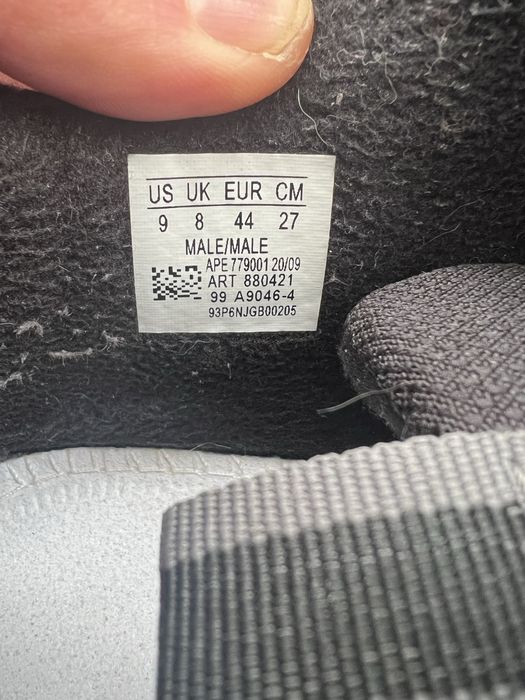 US UK EUR CM
9 8 44 27
MALE/MALE
APE 779001 20/09
ART 880421
99 A9046-4
93P6NJGB00205